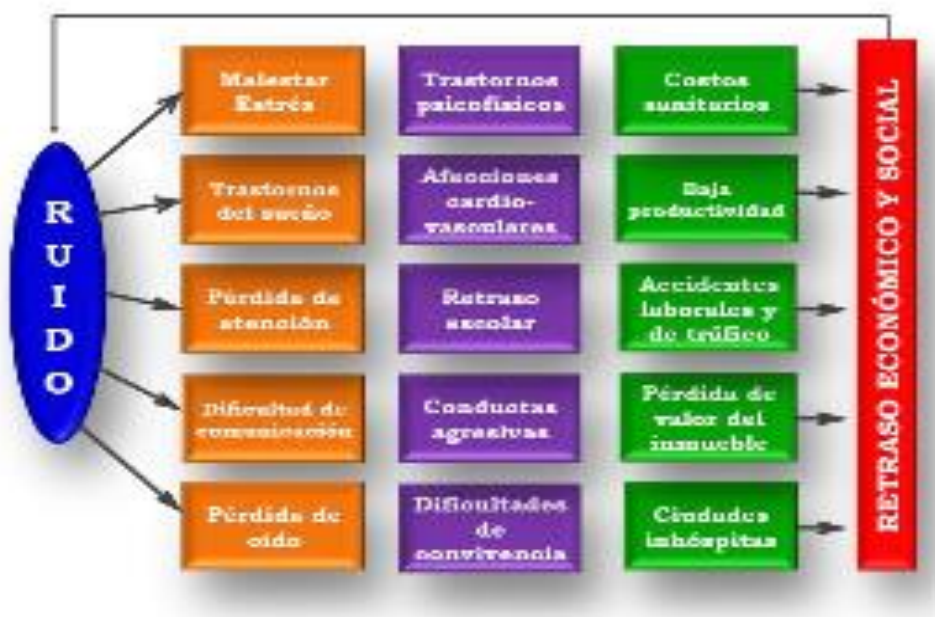 RUIDO
Malestar
Estrés
Trastornos
del sueño
Pérdida de
atención
Dificultad de
comunicación
Pérdida de
oído
Trastornos
psicofísicos
Afecciones
cardio-
vasculares
Retraso
escolar
Conductas
agresivas
Dificultades
de
convivencia
Costos
sanitarios
Baja
productividad
Accidentes
laborales y
de tráfico
Pérdida de
valor del
inmueble
Ciudades
inhóspitas
RETRASO ECONÓMICO Y SOCIAL